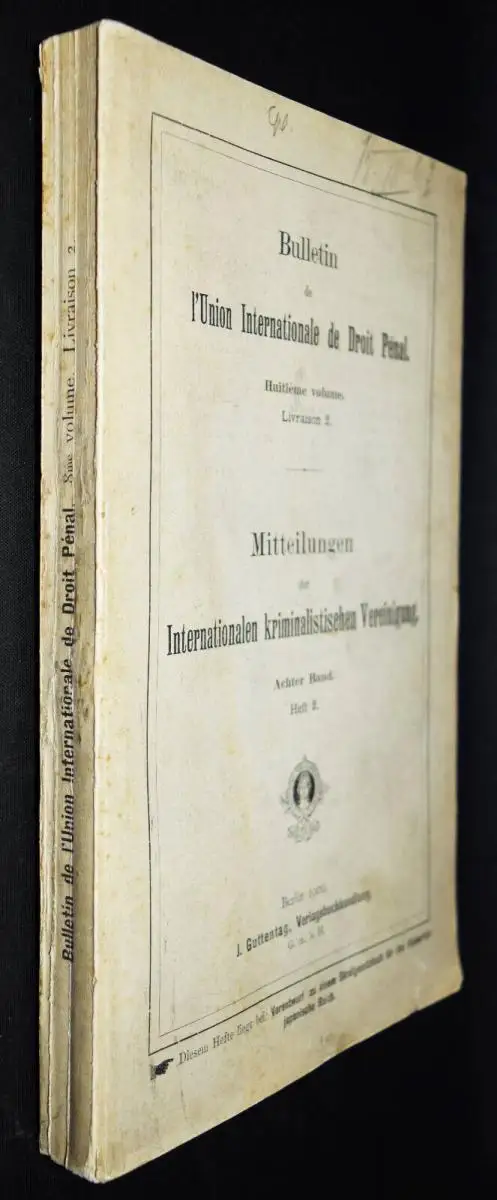 Bulletin
de
l'Union Internationale de Droit Pénal.
Huitième volume.
Livraison 2.
Mitteilungen
der
Internationalen kriminalistischen Vereinigung.
Achter Band.
Heft 2.
Berlin
J. Guttentag, Verlagsbuchhandlung,
G. m. b. H.
Diesem Hefte liegt bei: Vorentwurf zu einem Strafgesetzbuch für das
japanische Reich.
Bulletin de l'Union Internationale de Droit Pénal. 8me volume. Livraison 2.